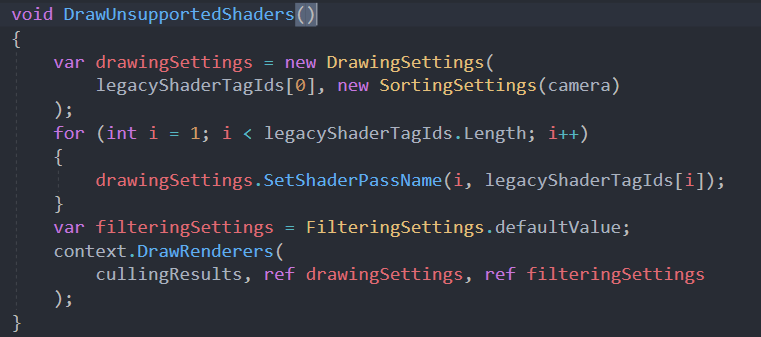 void DrawUnsupportedShaders()
{
    var drawingSettings = new DrawingSettings(
        legacyShaderTagIds[0], new SortingSettings(camera)
    );
    for (int i = 1; i < legacyShaderTagIds.Length; i++)
    {
        drawingSettings.SetShaderPassName(i, legacyShaderTagIds[i]);
    }
    var filteringSettings = FilteringSettings.defaultValue;
    context.DrawRenderers(
        cullingResults, ref drawingSettings, ref filteringSettings
    );
}